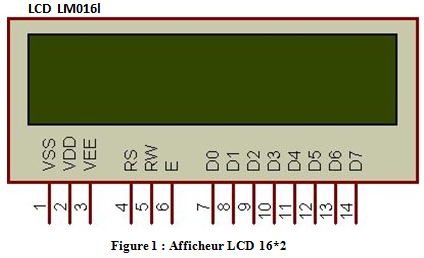 LCD LM016l
VSS VDD VEE RS RW E D0 D1 D2 D3 D4 D5 D6 D7
1 2 3 4 5 6 7 8 9 10 11 12 13 14
Figure 1 : Afficheur LCD 16*2